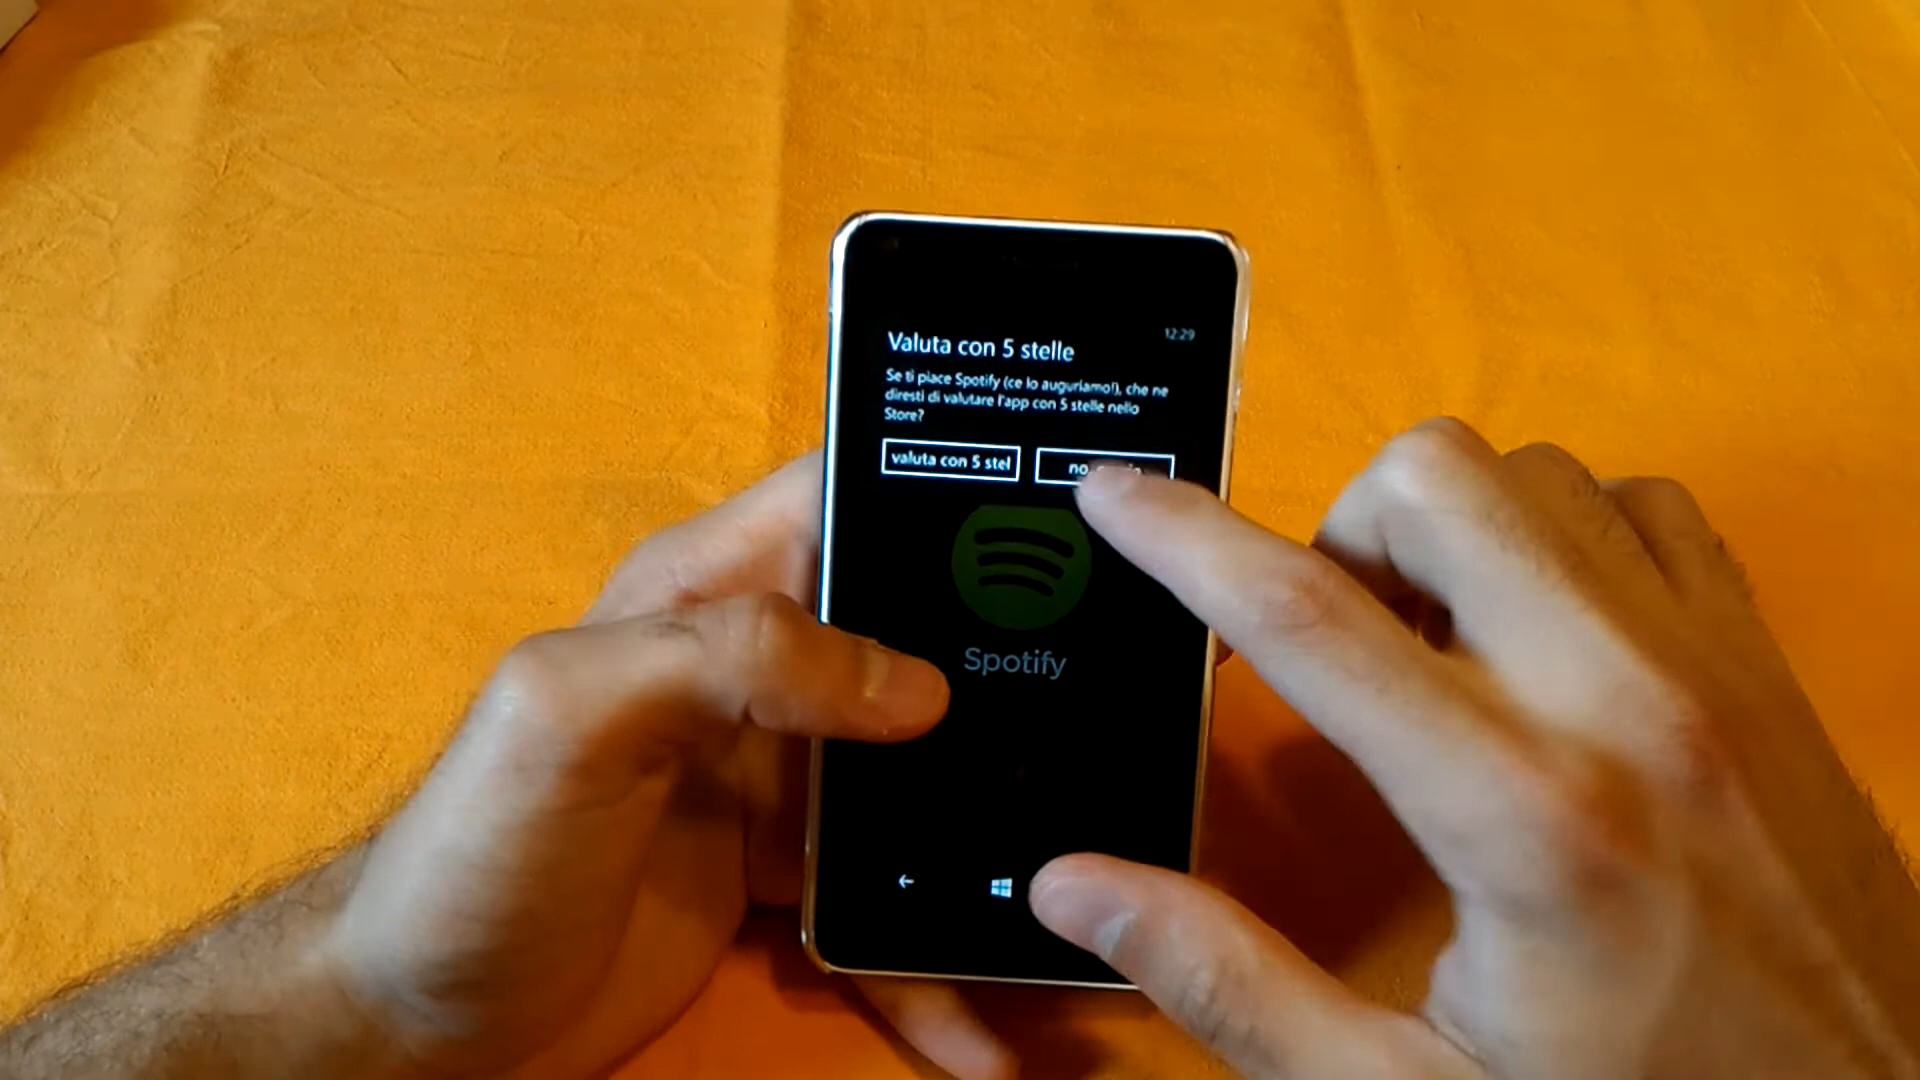 12:29
Valuta con 5 stelle
Se ti piace Spotify (ce lo auguriamo!), che ne
diresti di valutare l'app con 5 stelle nello
Store?
valuta con 5 stel
no
Spotify